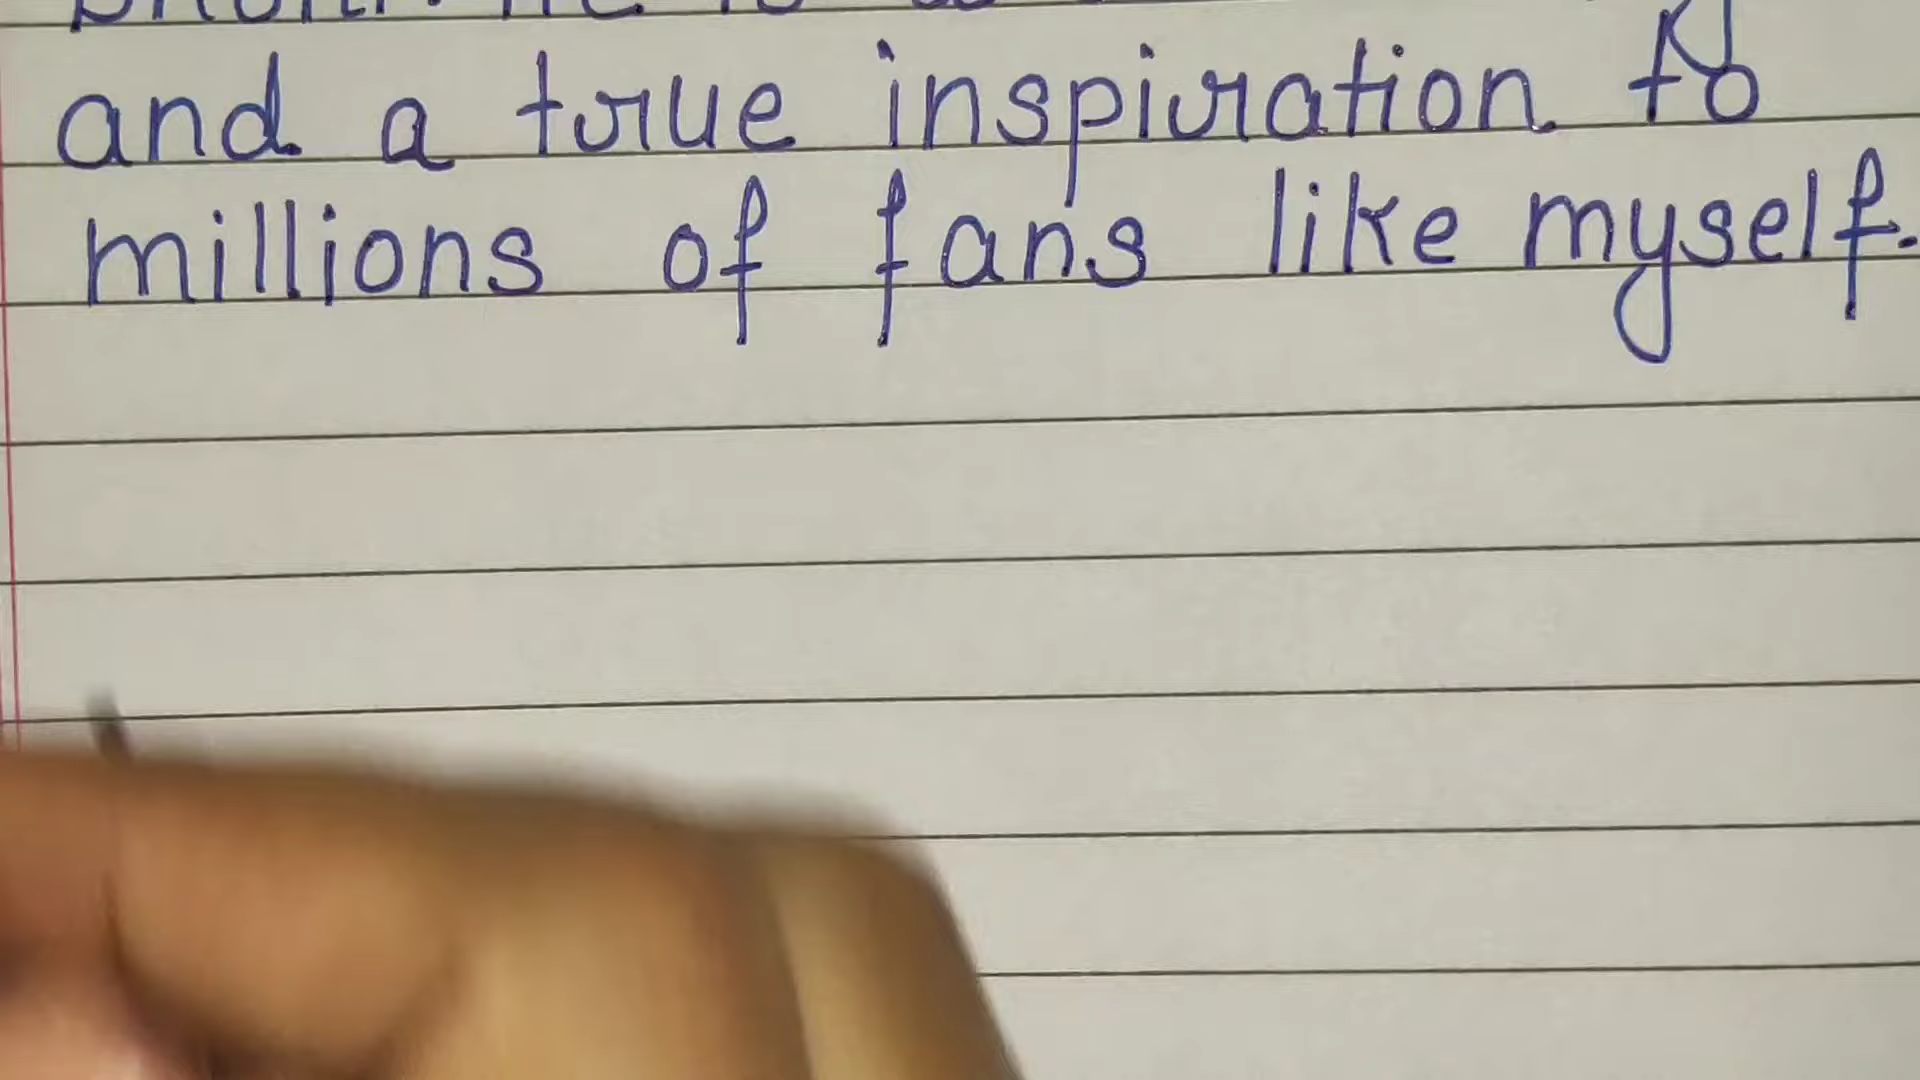 and a true inspiration to
millions of fans like myself.